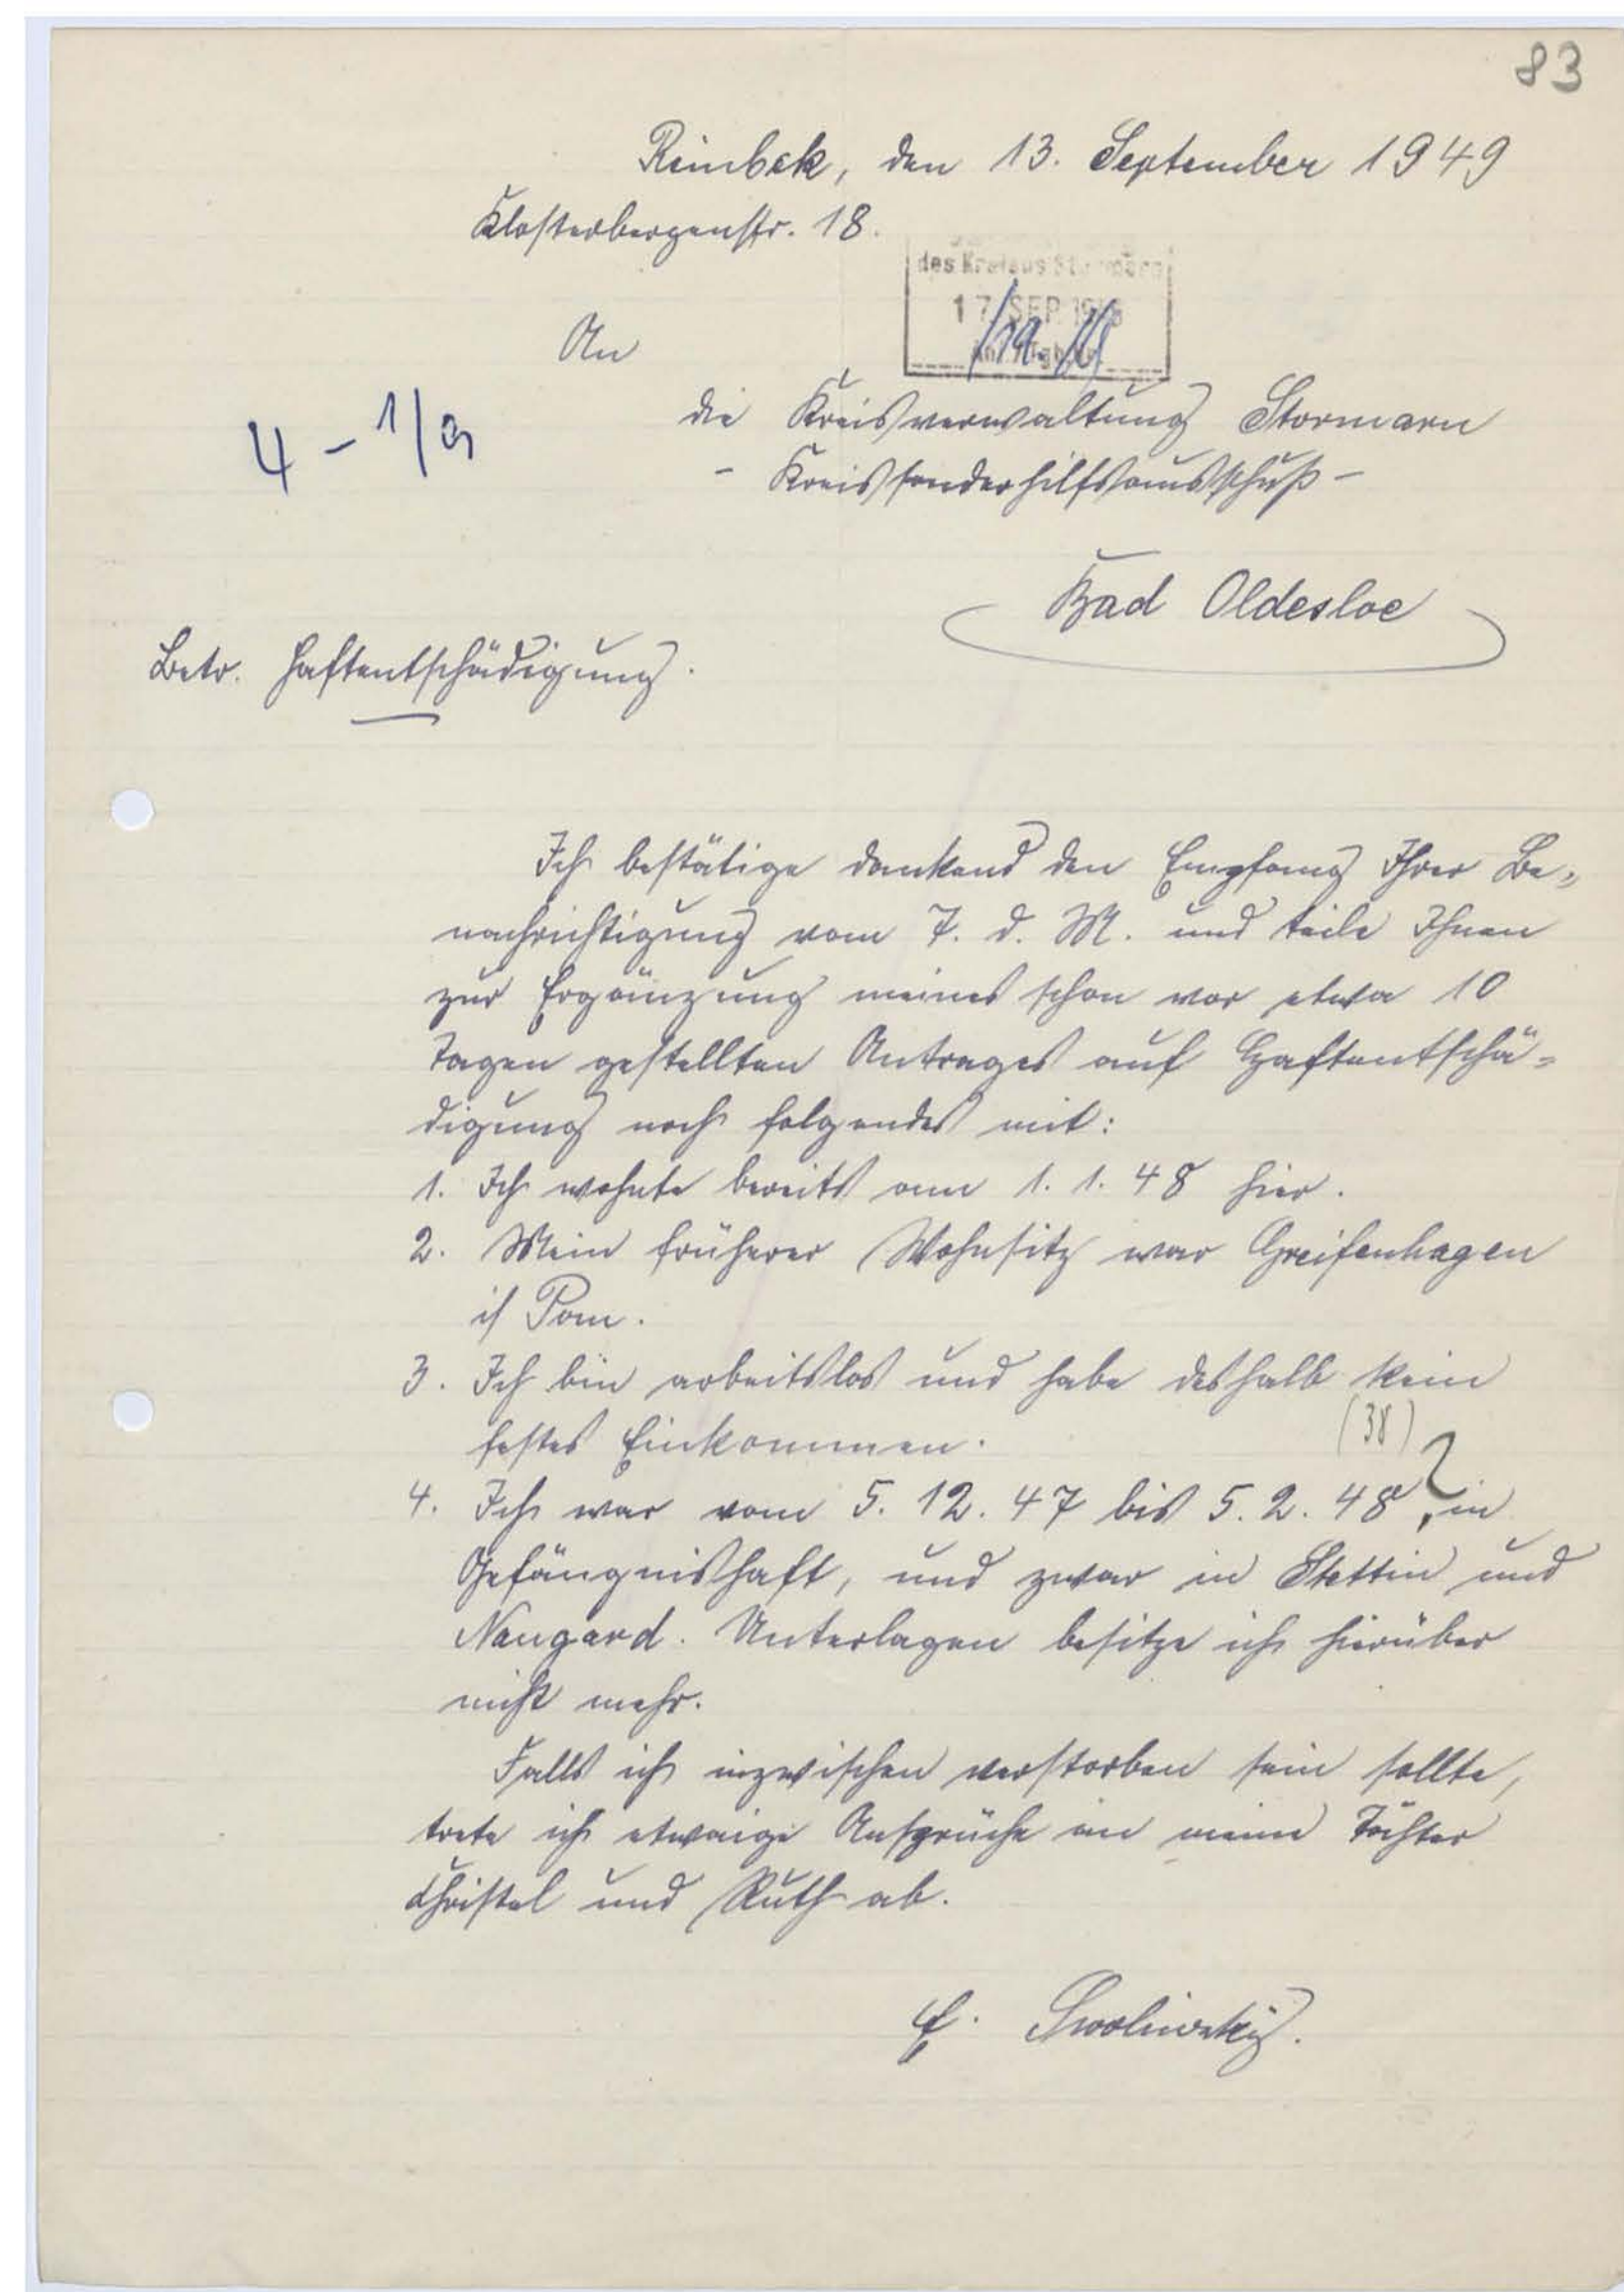 83
Reinbek, den 13. September 1949
Klosterbergenstr. 18.
des Kreises Stormarn
17. SEP. 19
An
4 - 1/9
die Kreisverwaltung Stormarn
- Kreissonderhilfsausschuß -
Bad Oldesloe
Betr. Haftentschädigung.
Ich bestätige dankend den Empfang Ihrer Be-
nachrichtigung vom 7. d. M. und teile Ihnen
zur Ergänzung meines schon vor etwa 10
Tagen gestellten Antrages auf Haftentschä-
digung noch folgendes mit:
1. Ich wohnte bereits am 1. 1. 48 hier.
2. Mein früherer Wohnsitz war Greifenhagen
i/ Pom.
3. Ich bin arbeitslos und habe deshalb kein
festes Einkommen.
(38)
4. Ich war vom 5. 12. 47 bis 5. 2. 48, in
Gefängnishaft, und zwar in Stettin und
Naugard. Unterlagen besitze ich hierüber
nicht mehr.
Falls ich inzwischen verstorben sein sollte,
trete ich etwaige Ansprüche an meine Töchter
Christel und Ruth ab.
E.